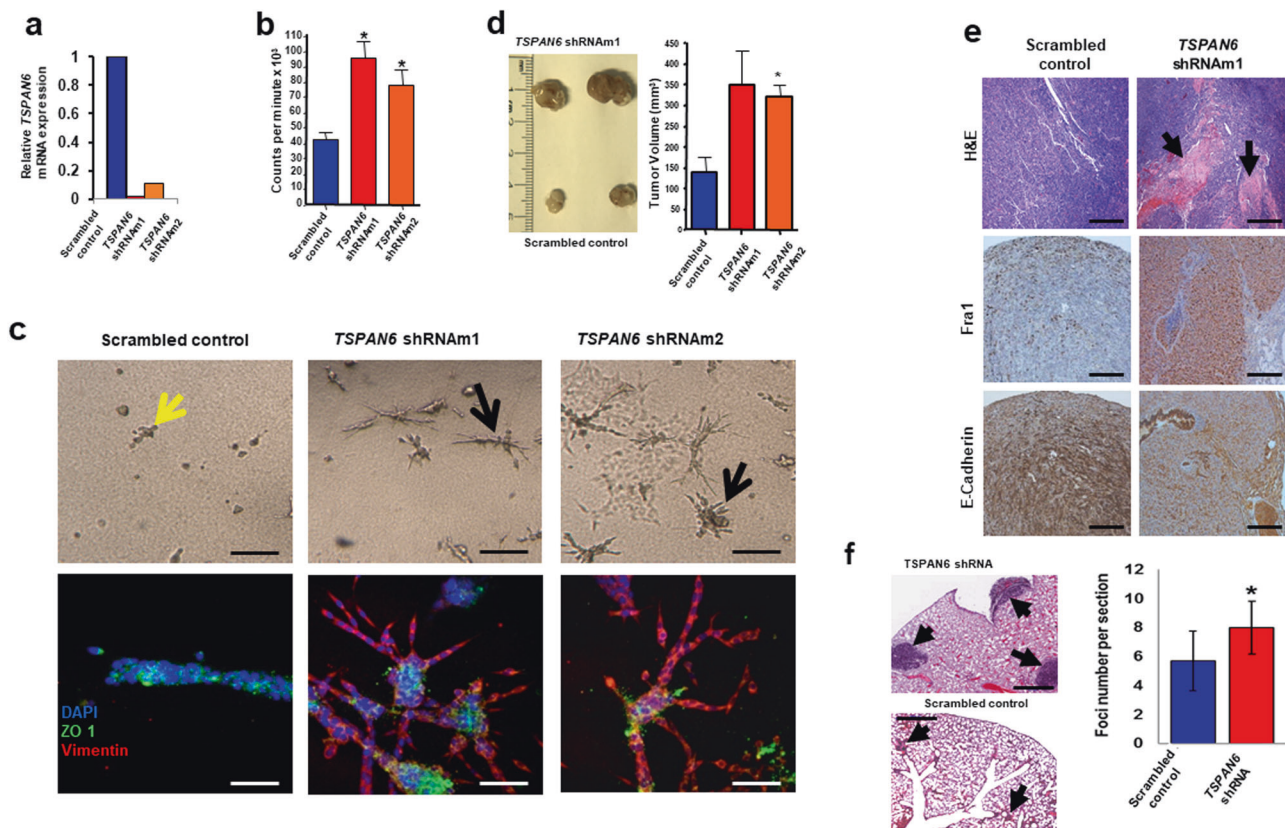 a
Relative TSPAN6
mRNA expression
1
0.8
0.6
0.4
0.2
0
Scrambled
control
TSPAN6
shRNAm1
TSPAN6
shRNAm2
b
Counts per minute x 10³
110
100
90
80
70
60
50
40
30
20
10
0
*
*
Scrambled
control
TSPAN6
shRNAm1
TSPAN6
shRNAm2
d
TSPAN6 shRNAm1
Scrambled control
Tumor Volume (mm³)
450
400
350
300
250
200
150
100
50
0
*
Scrambled
control
TSPAN6
shRNAm1
TSPAN6
shRNAm2
c
Scrambled control
TSPAN6 shRNAm1
TSPAN6 shRNAm2
DAPI
ZO 1
Vimentin
e
Scrambled
control
TSPAN6
shRNAm1
H&E
Fra1
E-Cadherin
f
TSPAN6 shRNA
Scrambled control
Foci number per section
12
10
8
6
4
2
0
*
Scrambled
control
TSPAN6
shRNA